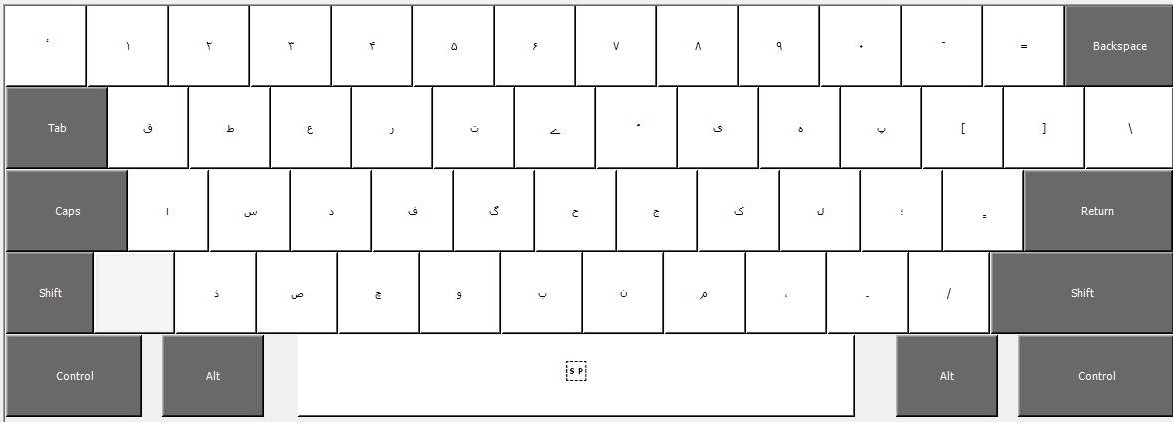 ۱ ۲ ۳ ۴ ۵ ۶ ۷ ۸ ۹ ۰ - = Backspace
Tab ق ط ع ر ت ے ی ہ پ [ ] \
Caps ا س د ف گ ح ج ک ل ؛ Return
Shift ذ ص چ و ب ن م ، ۔ / Shift
Control Alt SP Alt Control